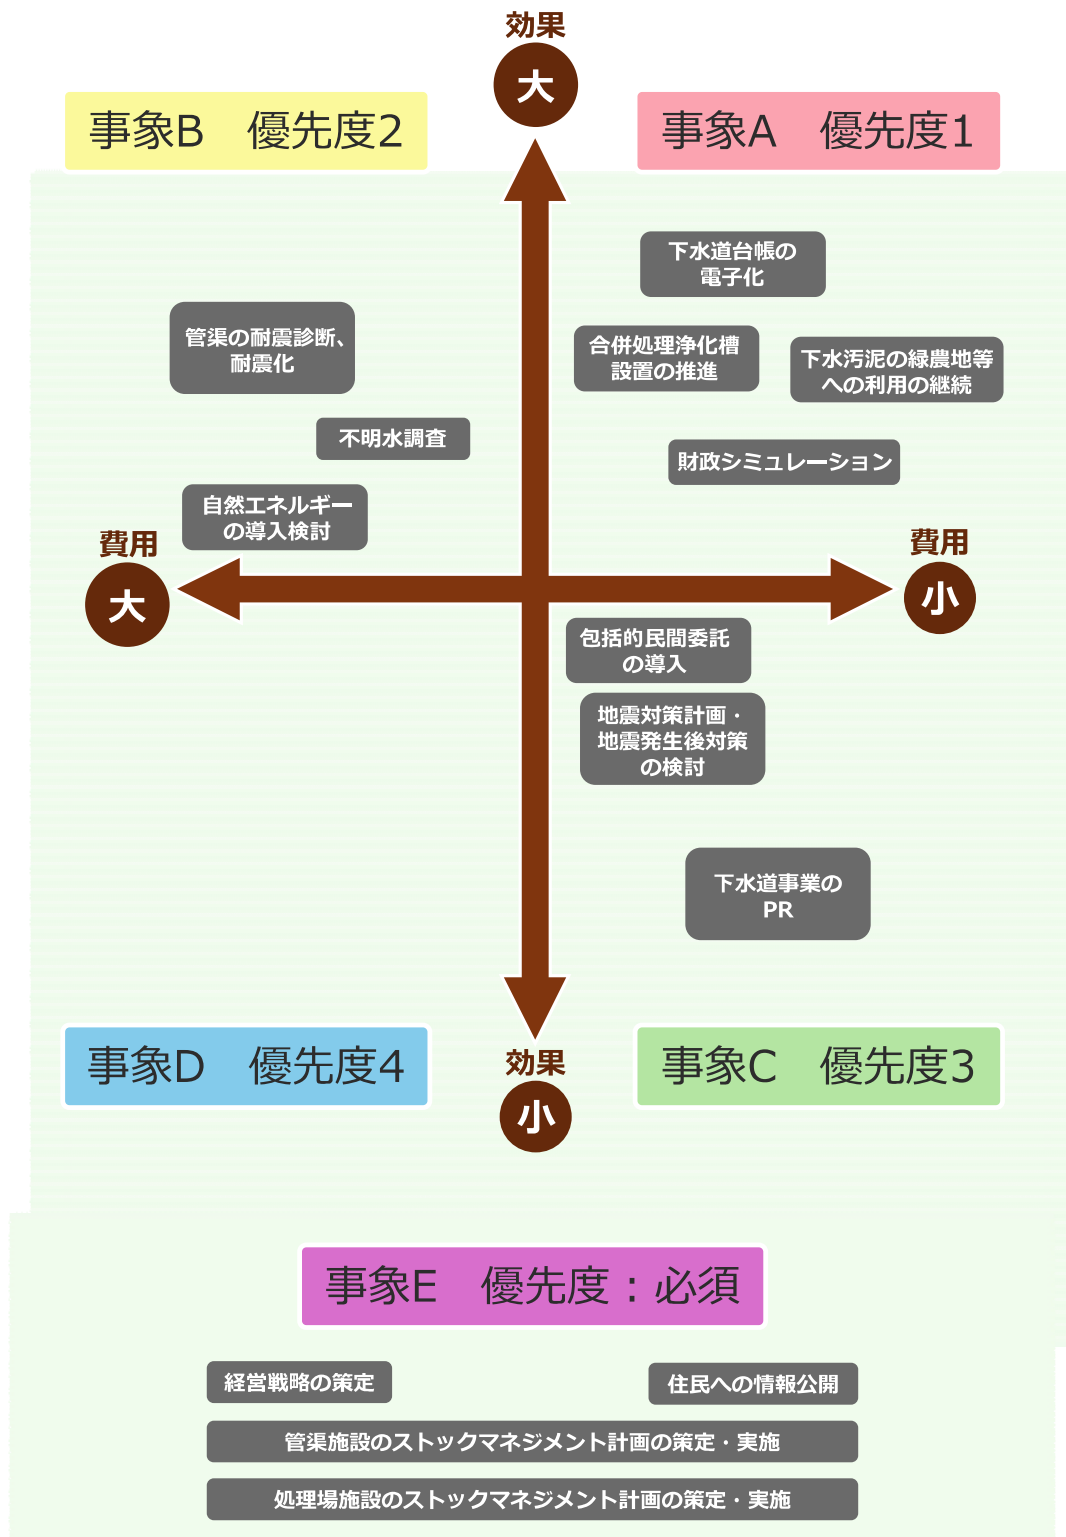 効果
大
事象B　優先度2
事象A　優先度1
下水道台帳の
電子化
管渠の耐震診断、
耐震化
合併処理浄化槽
設置の推進
下水汚泥の緑農地等
への利用の継続
不明水調査
財政シミュレーション
自然エネルギー
の導入検討
費用
大
費用
小
包括的民間委託
の導入
地震対策計画・
地震発生後対策
の検討
下水道事業の
PR
事象D　優先度4
効果
小
事象C　優先度3
事象E　優先度：必須
経営戦略の策定
住民への情報公開
管渠施設のストックマネジメント計画の策定・実施
処理場施設のストックマネジメント計画の策定・実施